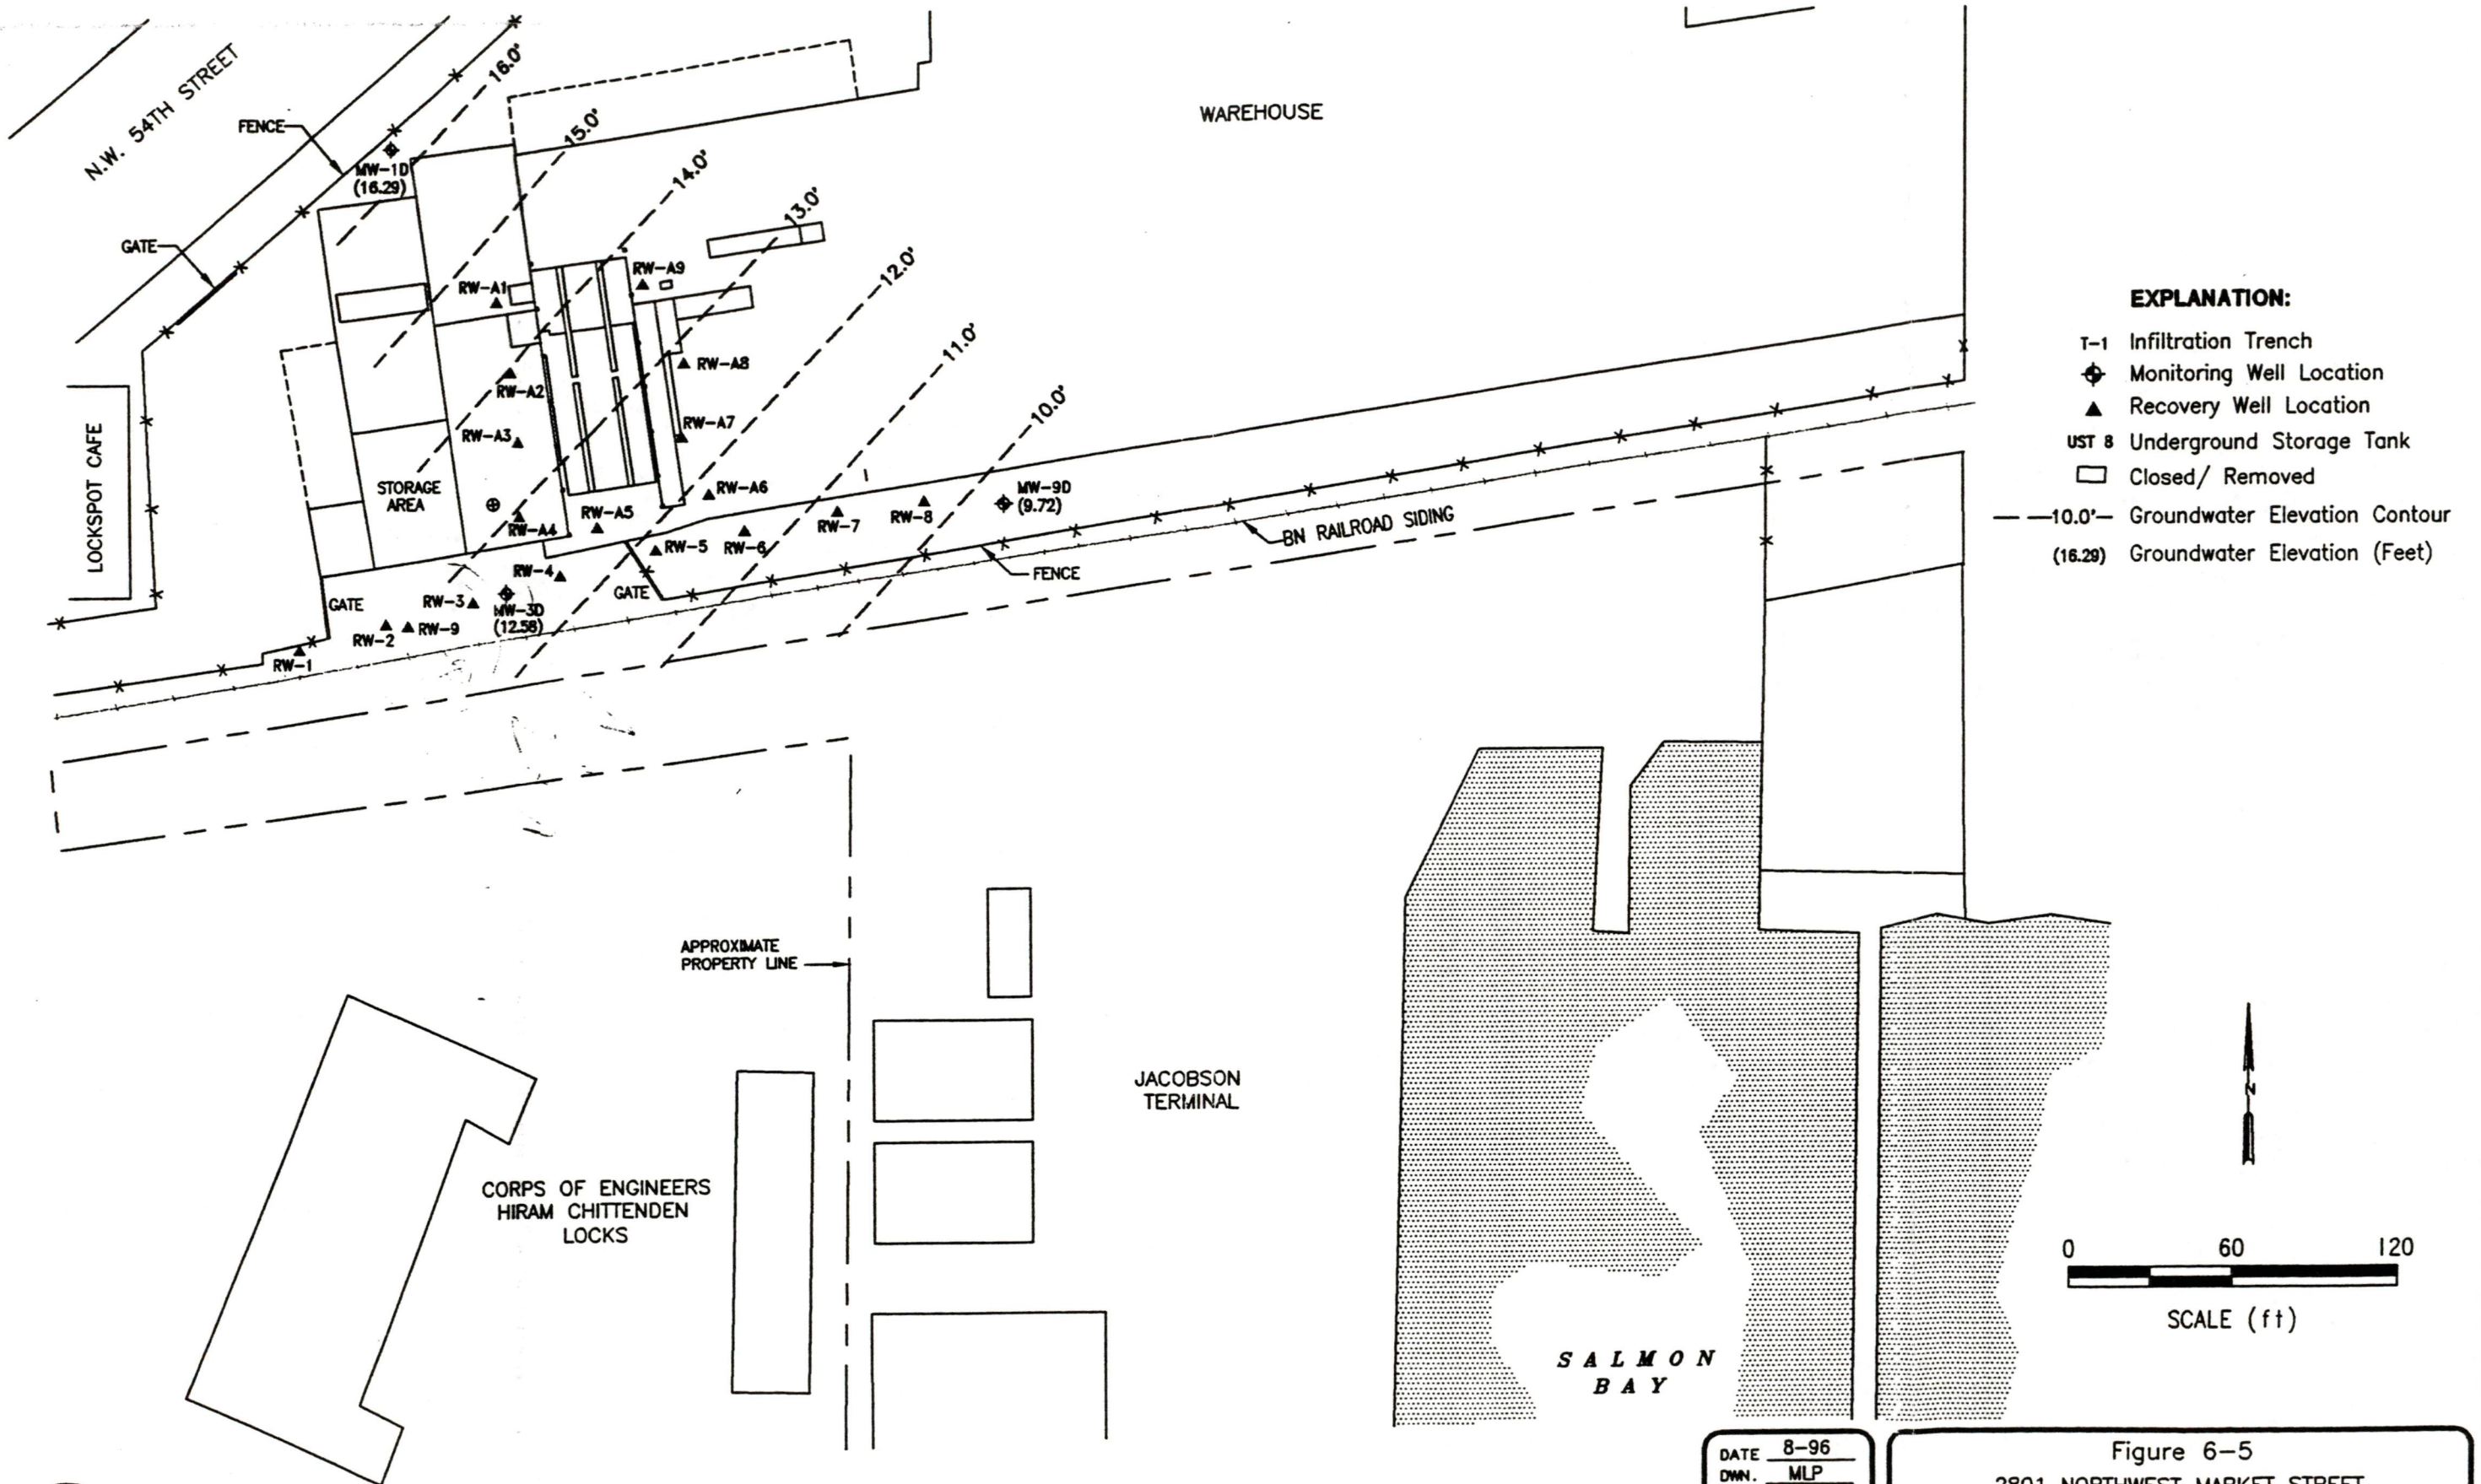 N.W. 54TH STREET
FENCE
GATE
16.0'
15.0'
14.0'
13.0'
12.0'
11.0'
10.0'
MW-1D
(16.29)
WAREHOUSE
RW-A1
RW-A9
RW-A2
RW-A8
RW-A3
RW-A7
STORAGE
AREA
LOCKSPOT CAFE
RW-A4
RW-A5
RW-A6
RW-5
RW-6
RW-7
RW-8
MW-9D
(9.72)
BN RAILROAD SIDING
FENCE
GATE
GATE
RW-4
RW-3
MW-3D
(12.58)
RW-2
RW-9
RW-1
EXPLANATION:
T-1 Infiltration Trench
Monitoring Well Location
Recovery Well Location
UST 8 Underground Storage Tank
Closed/ Removed
10.0' Groundwater Elevation Contour
(16.29) Groundwater Elevation (Feet)
APPROXIMATE
PROPERTY LINE
JACOBSON
TERMINAL
CORPS OF ENGINEERS
HIRAM CHITTENDEN
LOCKS
SALMON
BAY
N
0 60 120
SCALE (ft)
DATE 8-96
DWN. MLP
Figure 6-5
2801 NORTHWEST MARKET STREET